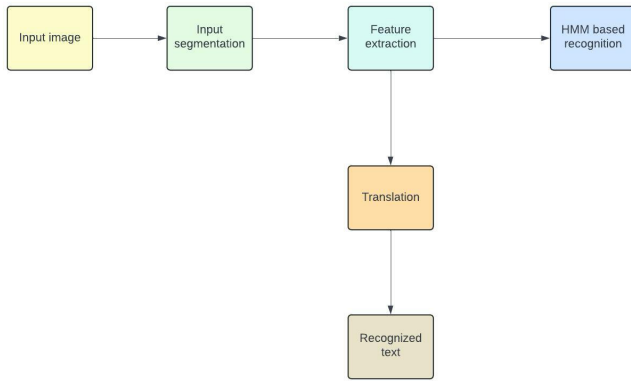 Input image
Input
segmentation
Feature
extraction
HMM based
recognition
Translation
Recognized
text